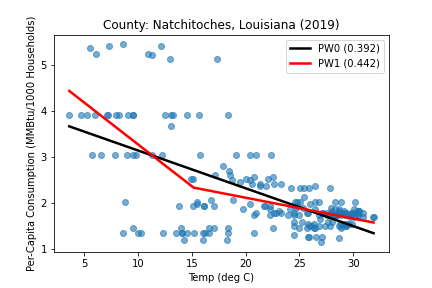 County: Natchitoches, Louisiana (2019)
PW0 (0.392)
PW1 (0.442)
Per-Capita Consumption (MMBtu/1000 Households)
5
4
3
2
1
5
10
15
20
25
30
Temp (deg C)